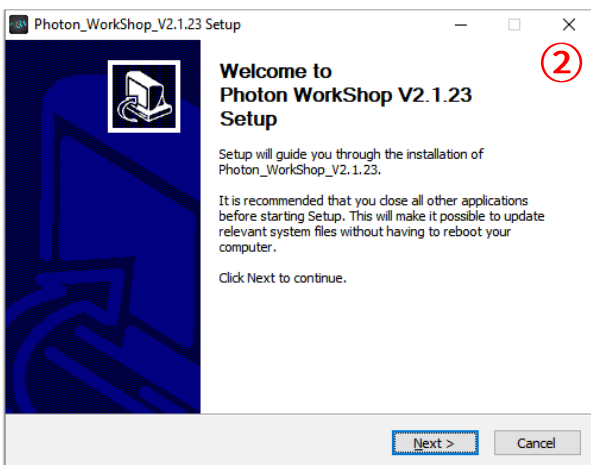 Photon_WorkShop_V2.1.23 Setup
②
Welcome to
Photon WorkShop V2.1.23
Setup
Setup will guide you through the installation of
Photon_WorkShop_V2.1.23.
It is recommended that you close all other applications
before starting Setup. This will make it possible to update
relevant system files without having to reboot your
computer.
Click Next to continue.
Next >
Cancel